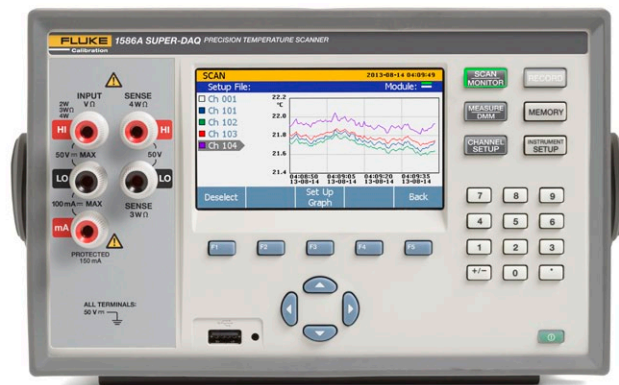 FLUKE 1586A SUPER-DAQ PRECISION TEMPERATURE SCANNER
Calibration
INPUT
V Ω
SENSE
4W Ω
2W
3W Ω
4W
HI
HI
50V MAX
50V
LO
LO
100 mA MAX
SENSE
3W Ω
mA
PROTECTED
150 mA
ALL TERMINALS:
50 V
SCAN 2013-08-14 04:09:49
Setup File: Module:
Ch 001
Ch 101
Ch 102
Ch 103
Ch 104
22.2
°C
22.0
21.8
21.6
21.4
04:08:50 04:09:05 04:09:20 04:09:35
13-08-14 13-08-14 13-08-14 13-08-14
Deselect Set Up Graph Back
F1 F2 F3 F4 F5
SCAN
MONITOR
RECORD
MEASURE
DMM
MEMORY
CHANNEL
SETUP
INSTRUMENT
SETUP
7 8 9
4 5 6
1 2 3
+/- 0 .